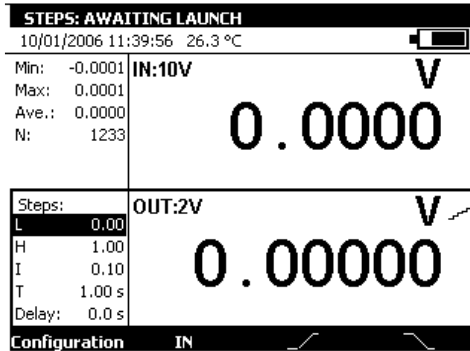 STEPS: AWAITING LAUNCH
10/01/2006 11:39:56 26.3 °C
Min: -0.0001
Max: 0.0001
Ave.: 0.0000
N: 1233
IN:10V V
0.0000
Steps:
L 0.00
H 1.00
I 0.10
T 1.00 s
Delay: 0.0 s
OUT:2V V
0.00000
Configuration IN